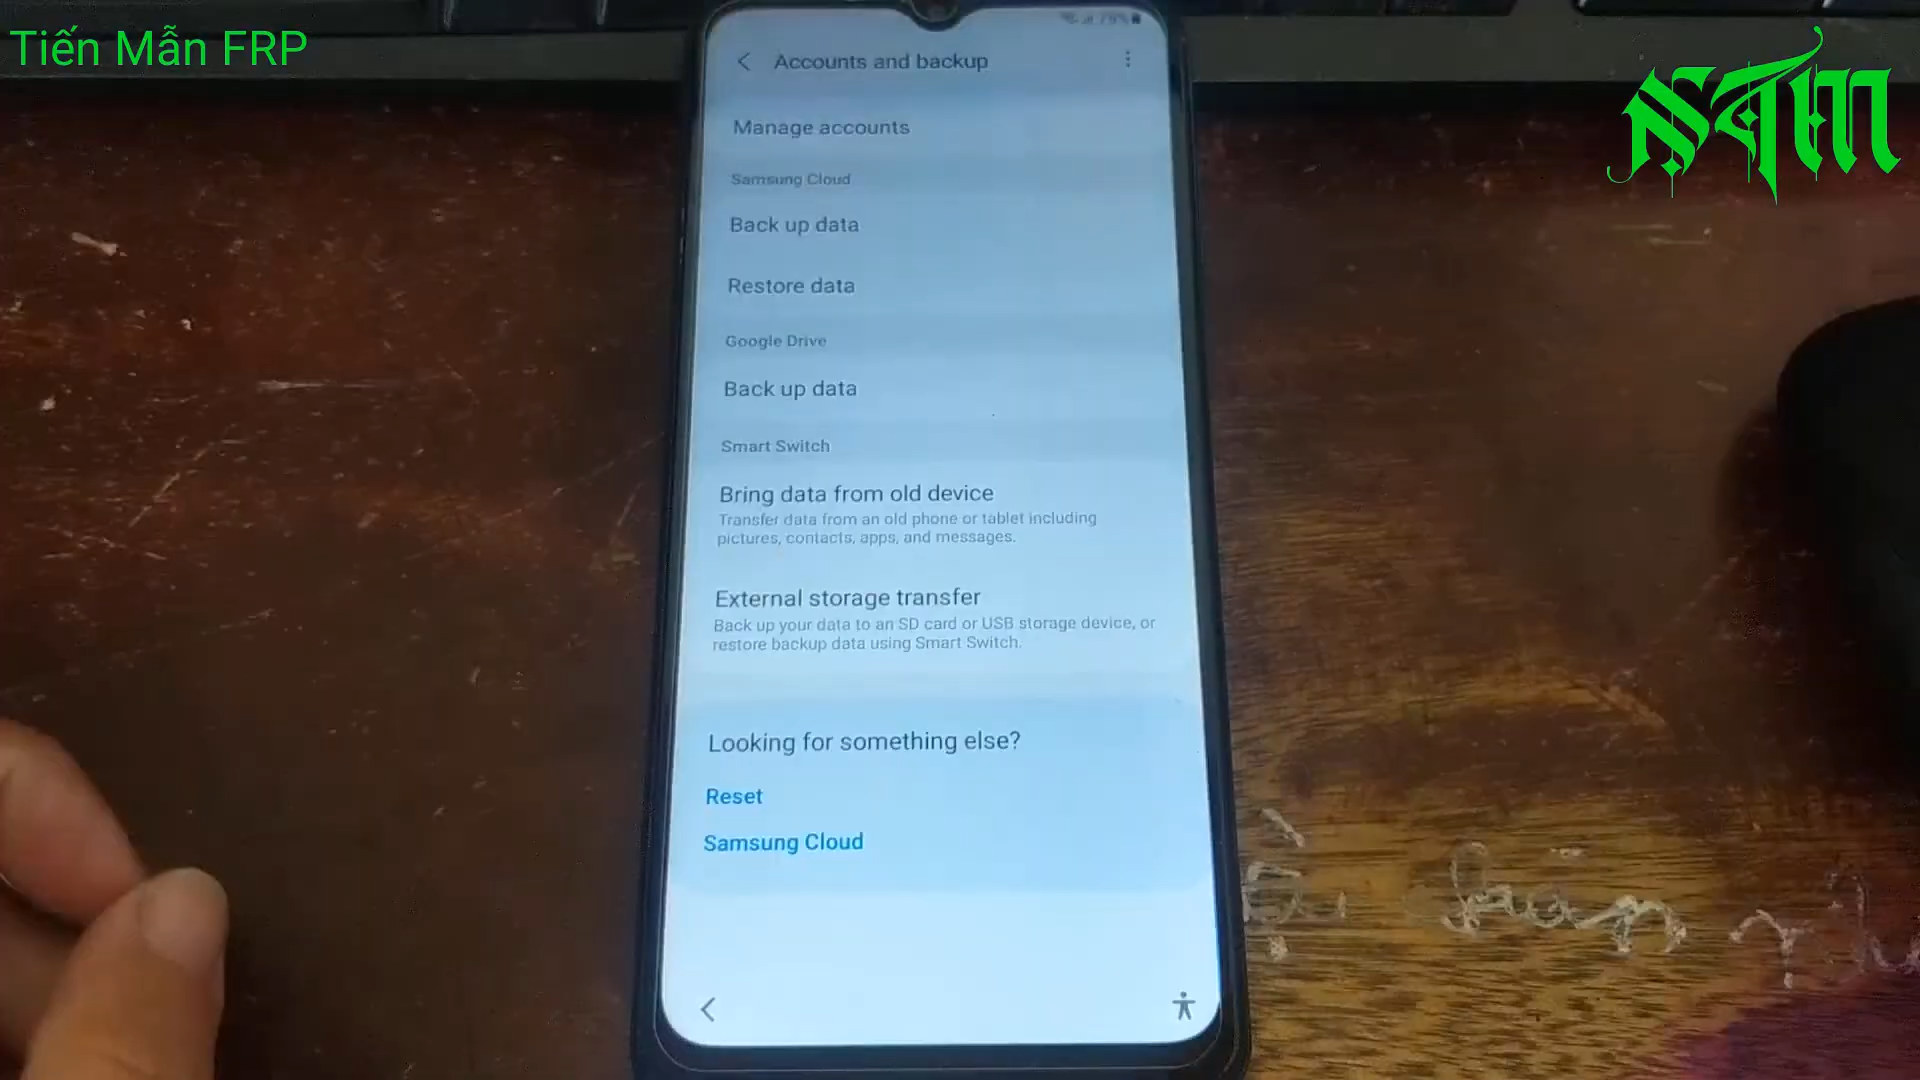 Tiến Mẫn FRP
Accounts and backup
Manage accounts
Samsung Cloud
Back up data
Restore data
Google Drive
Back up data
Smart Switch
Bring data from old device
Transfer data from an old phone or tablet including
pictures, contacts, apps, and messages.
External storage transfer
Back up your data to an SD card or USB storage device, or
restore backup data using Smart Switch.
Looking for something else?
Reset
Samsung Cloud